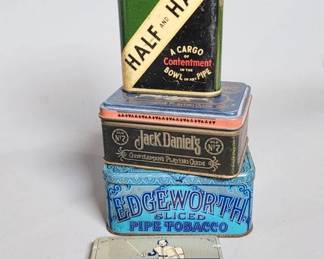 HALF AND HALF
A CARGO
OF
Contentment
IN THE
BOWL OF ANY PIPE
Jack Daniel's
Nº7
Nº7
GENTLEMAN'S PLAYING CARDS
EDGEWORTH
SLICED
PIPE TOBACCO